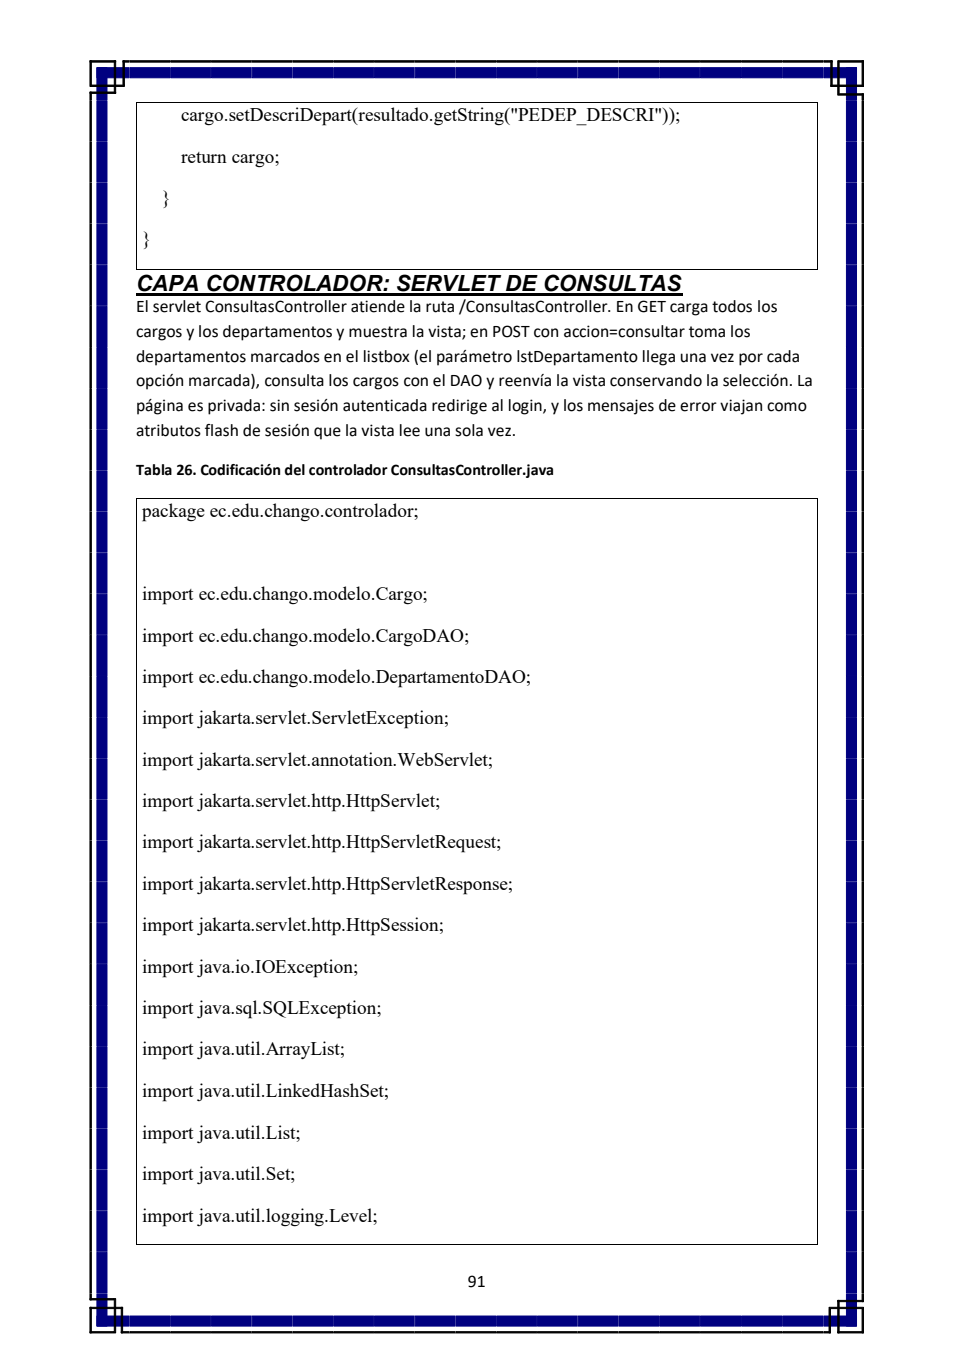 cargo.setDescriDepart(resultado.getString("PEDEP_DESCRI"));
return cargo;
}
}
CAPA CONTROLADOR: SERVLET DE CONSULTAS
El servlet ConsultasController atiende la ruta /ConsultasController. En GET carga todos los
cargos y los departamentos y muestra la vista; en POST con accion=consultar toma los
departamentos marcados en el listbox (el parámetro lstDepartamento llega una vez por cada
opción marcada), consulta los cargos con el DAO y reenvía la vista conservando la selección. La
página es privada: sin sesión autenticada redirige al login, y los mensajes de error viajan como
atributos flash de sesión que la vista lee una sola vez.
Tabla 26. Codificación del controlador ConsultasController.java
package ec.edu.chango.controlador;
import ec.edu.chango.modelo.Cargo;
import ec.edu.chango.modelo.CargoDAO;
import ec.edu.chango.modelo.DepartamentoDAO;
import jakarta.servlet.ServletException;
import jakarta.servlet.annotation.WebServlet;
import jakarta.servlet.http.HttpServlet;
import jakarta.servlet.http.HttpServletRequest;
import jakarta.servlet.http.HttpServletResponse;
import jakarta.servlet.http.HttpSession;
import java.io.IOException;
import java.sql.SQLException;
import java.util.ArrayList;
import java.util.LinkedHashSet;
import java.util.List;
import java.util.Set;
import java.util.logging.Level;
91